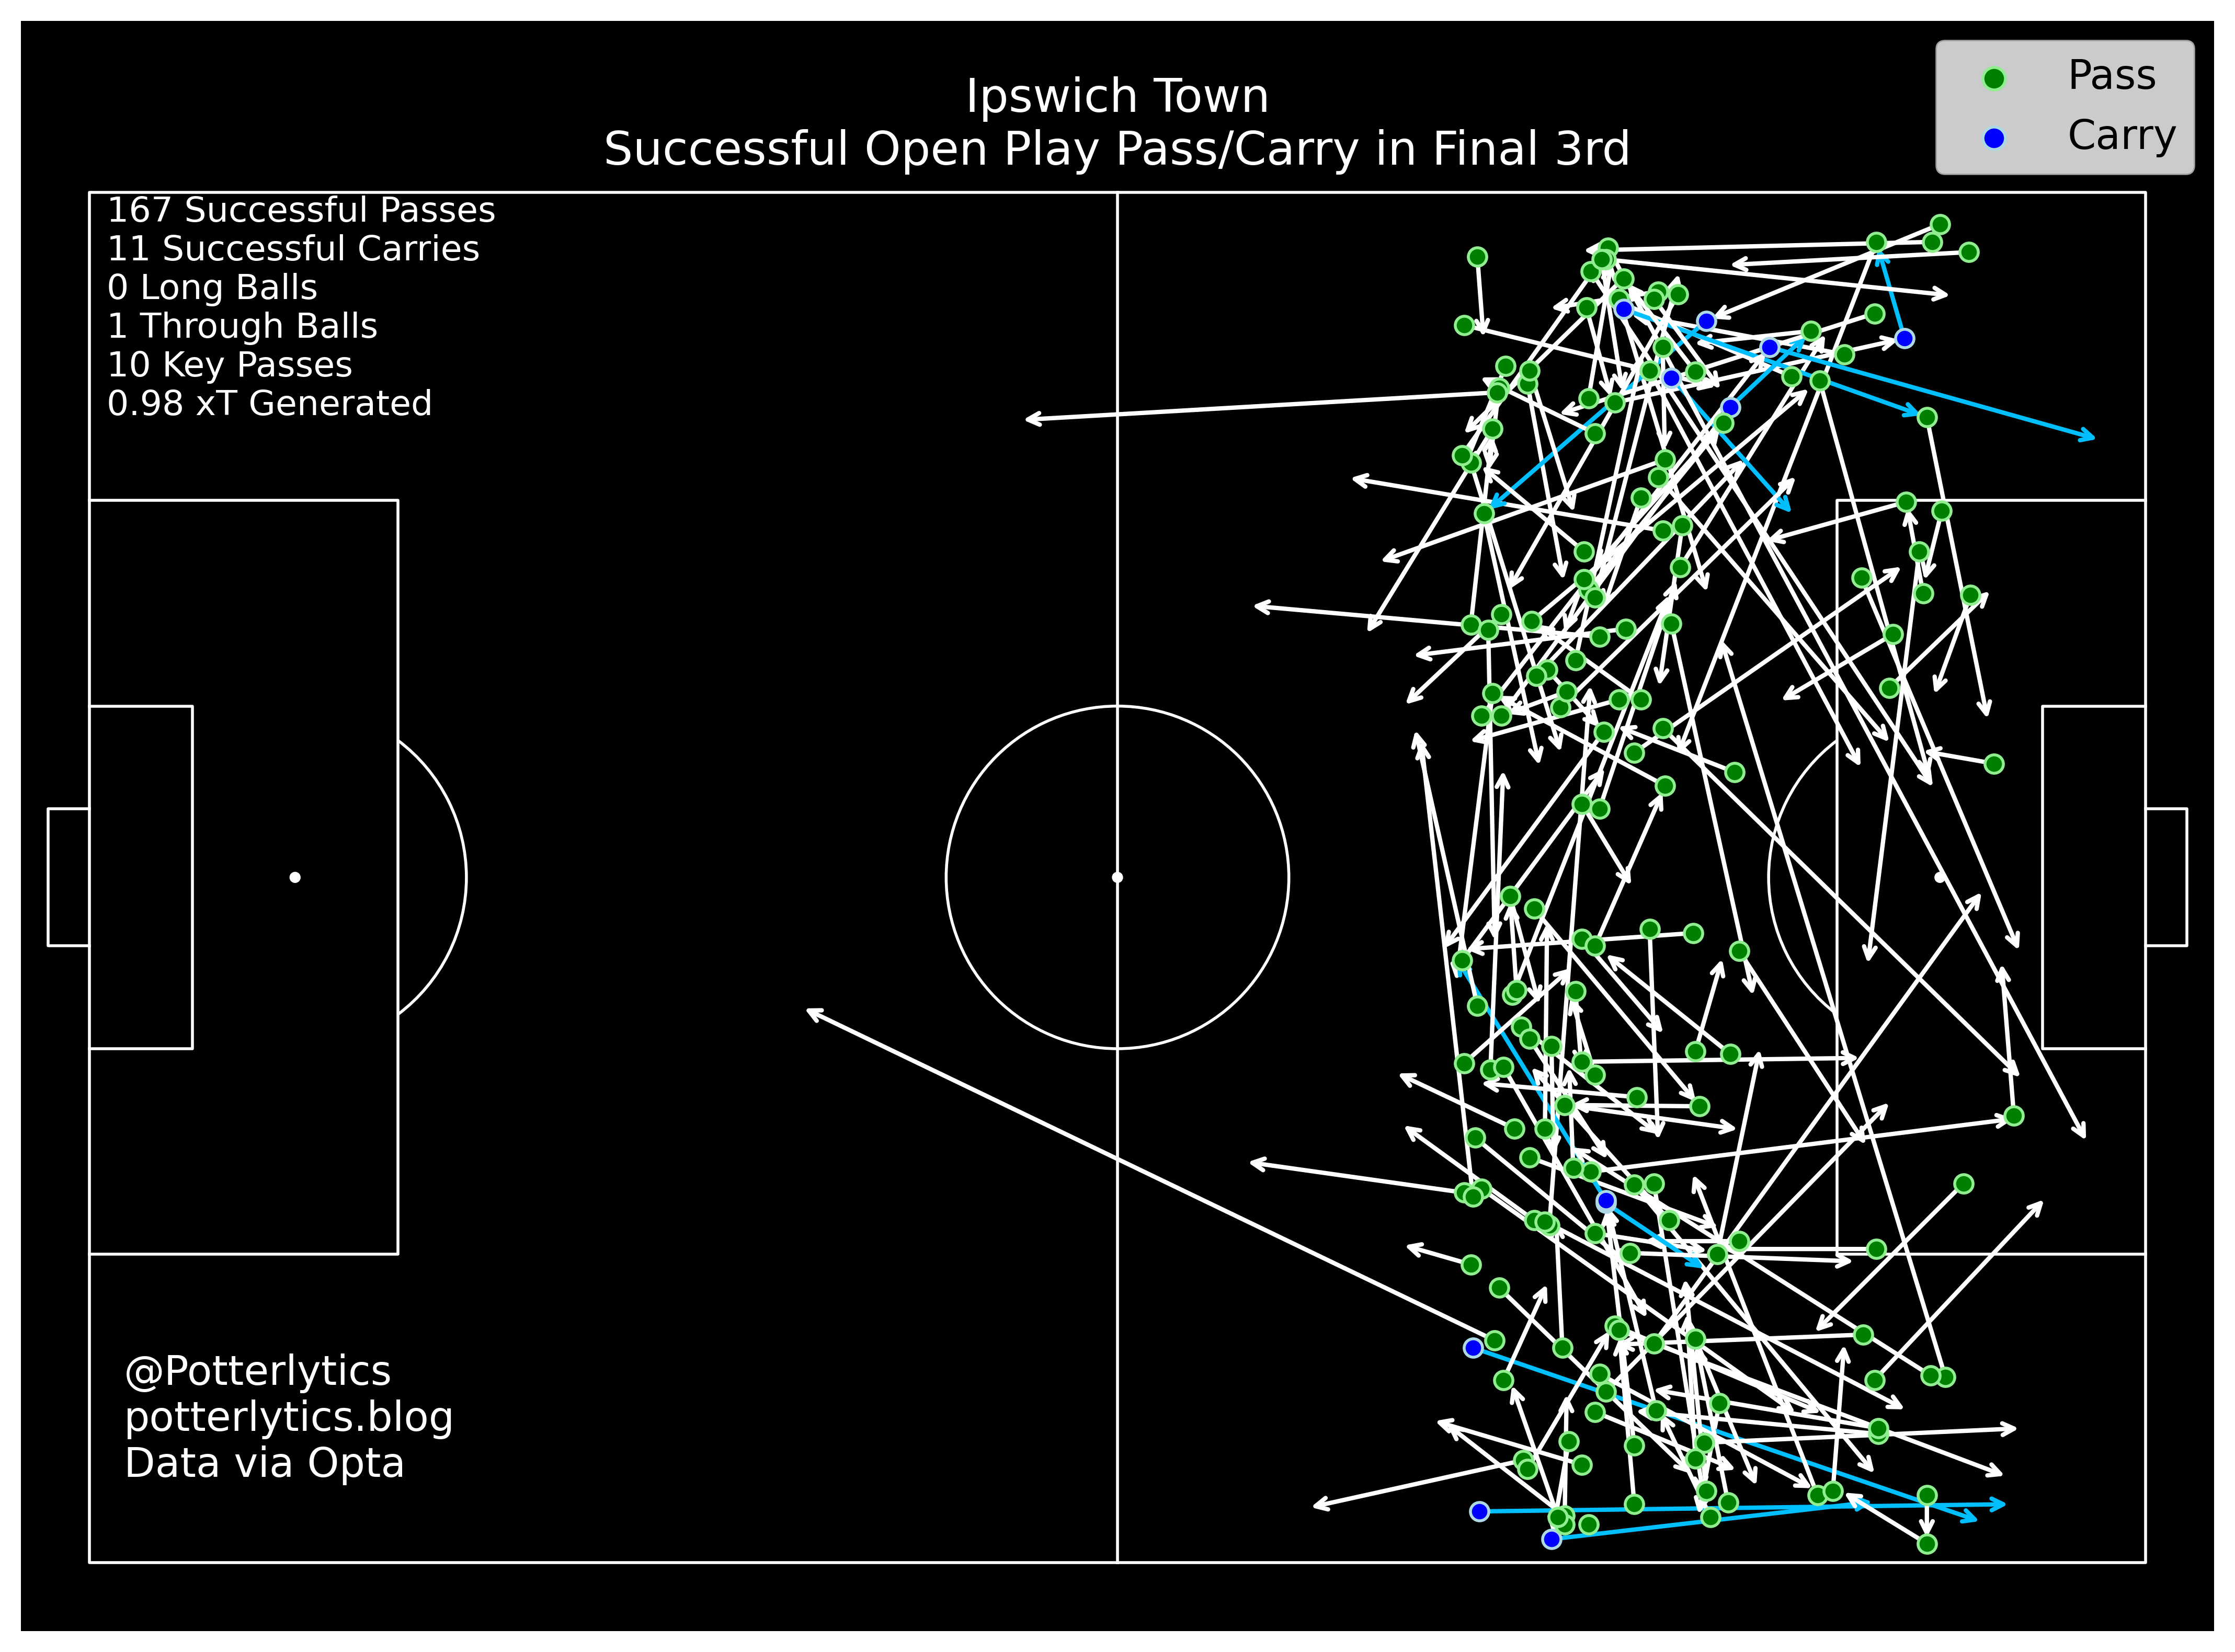 Ipswich Town
Successful Open Play Pass/Carry in Final 3rd
Pass
Carry
167 Successful Passes
11 Successful Carries
0 Long Balls
1 Through Balls
10 Key Passes
0.98 xT Generated
@Potterlytics
potterlytics.blog
Data via Opta